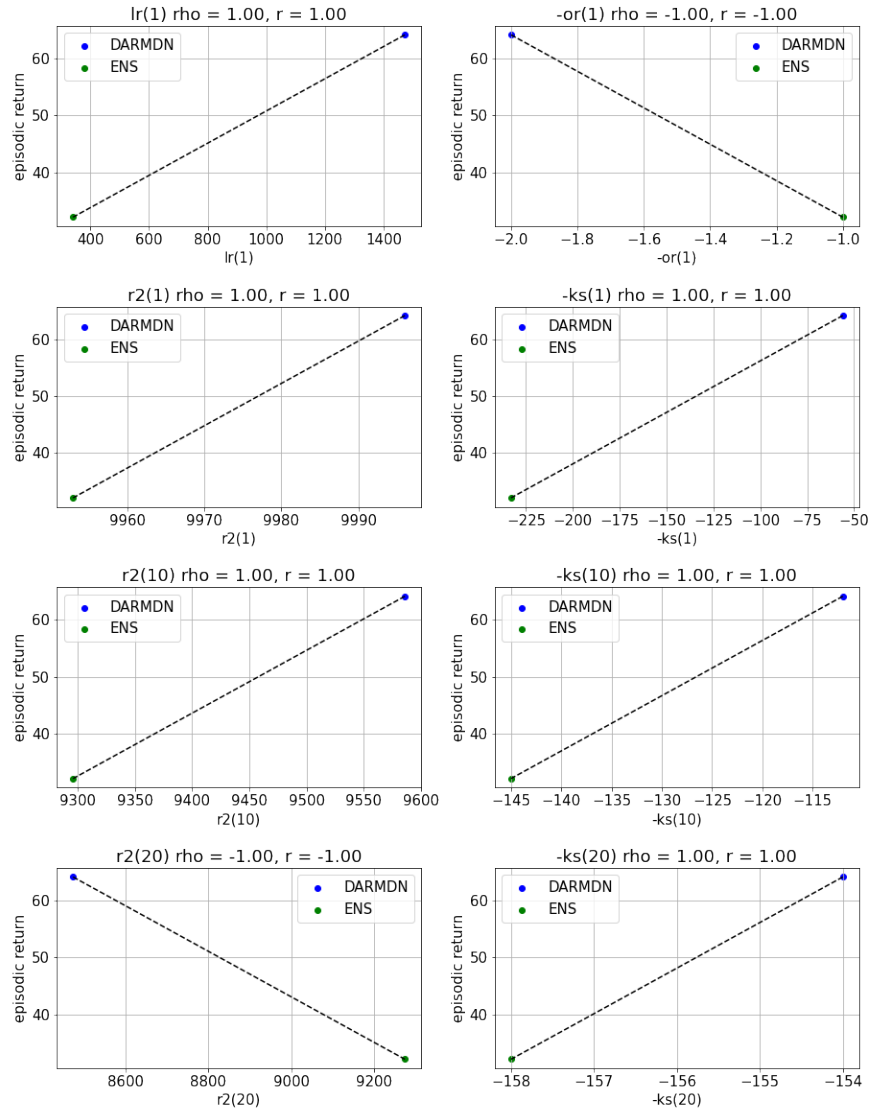 lr(1) rho = 1.00, r = 1.00
episodic return
60
50
40
DARMDN
ENS
400 600 800 1000 1200 1400
lr(1)
-or(1) rho = -1.00, r = -1.00
episodic return
60
50
40
DARMDN
ENS
−2.0 −1.8 −1.6 −1.4 −1.2 −1.0
-or(1)
r2(1) rho = 1.00, r = 1.00
episodic return
60
50
40
DARMDN
ENS
9960 9970 9980 9990
r2(1)
-ks(1) rho = 1.00, r = 1.00
episodic return
60
50
40
DARMDN
ENS
−225 −200 −175 −150 −125 −100 −75 −50
-ks(1)
r2(10) rho = 1.00, r = 1.00
episodic return
60
50
40
DARMDN
ENS
9300 9350 9400 9450 9500 9550 9600
r2(10)
-ks(10) rho = 1.00, r = 1.00
episodic return
60
50
40
DARMDN
ENS
−145 −140 −135 −130 −125 −120 −115
-ks(10)
r2(20) rho = -1.00, r = -1.00
episodic return
60
50
40
DARMDN
ENS
8600 8800 9000 9200
r2(20)
-ks(20) rho = 1.00, r = 1.00
episodic return
60
50
40
DARMDN
ENS
−158 −157 −156 −155 −154
-ks(20)